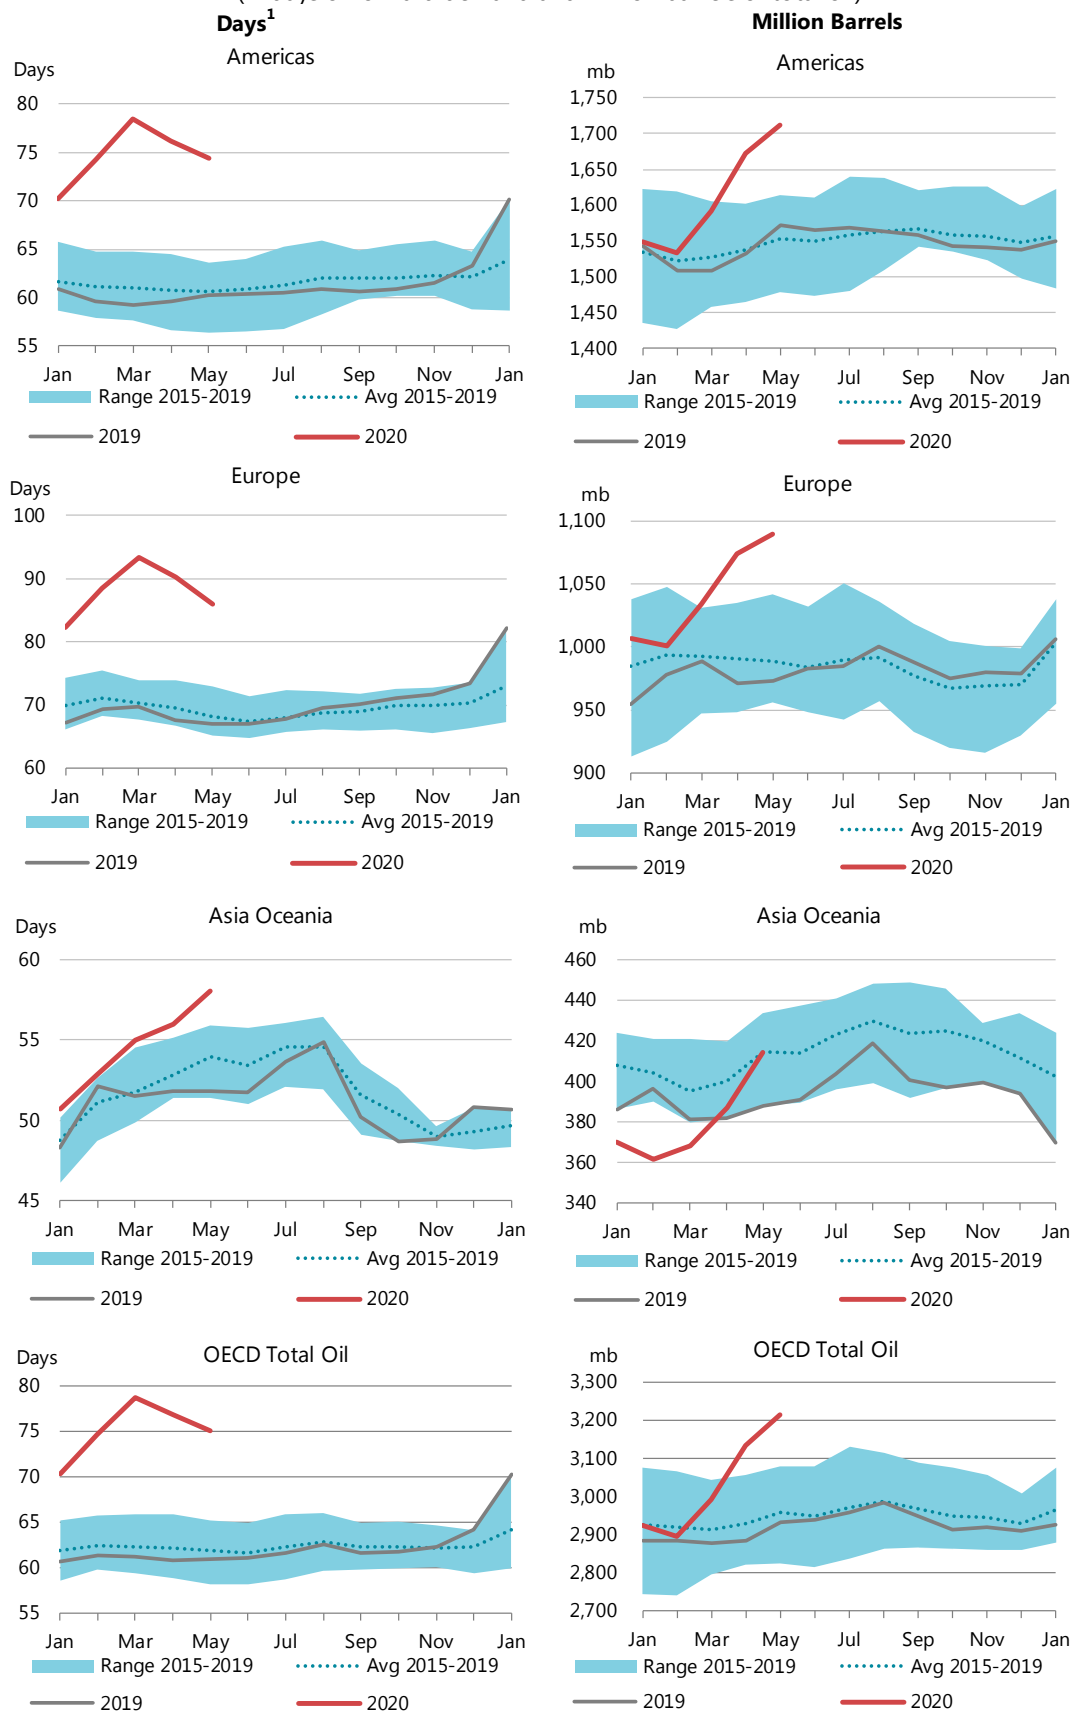 Days¹
Million Barrels
Americas
Days
80
75
70
65
60
55
Jan Mar May Jul Sep Nov Jan
Range 2015-2019 Avg 2015-2019
2019 2020
Americas
mb
1,750
1,700
1,650
1,600
1,550
1,500
1,450
1,400
Jan Mar May Jul Sep Nov Jan
Range 2015-2019 Avg 2015-2019
2019 2020
Europe
Days
100
90
80
70
60
Jan Mar May Jul Sep Nov Jan
Range 2015-2019 Avg 2015-2019
2019 2020
Europe
mb
1,100
1,050
1,000
950
900
Jan Mar May Jul Sep Nov Jan
Range 2015-2019 Avg 2015-2019
2019 2020
Asia Oceania
Days
60
55
50
45
Jan Mar May Jul Sep Nov Jan
Range 2015-2019 Avg 2015-2019
2019 2020
Asia Oceania
mb
460
440
420
400
380
360
340
Jan Mar May Jul Sep Nov Jan
Range 2015-2019 Avg 2015-2019
2019 2020
OECD Total Oil
Days
80
75
70
65
60
55
Jan Mar May Jul Sep Nov Jan
Range 2015-2019 Avg 2015-2019
2019 2020
OECD Total Oil
mb
3,300
3,200
3,100
3,000
2,900
2,800
2,700
Jan Mar May Jul Sep Nov Jan
Range 2015-2019 Avg 2015-2019
2019 2020